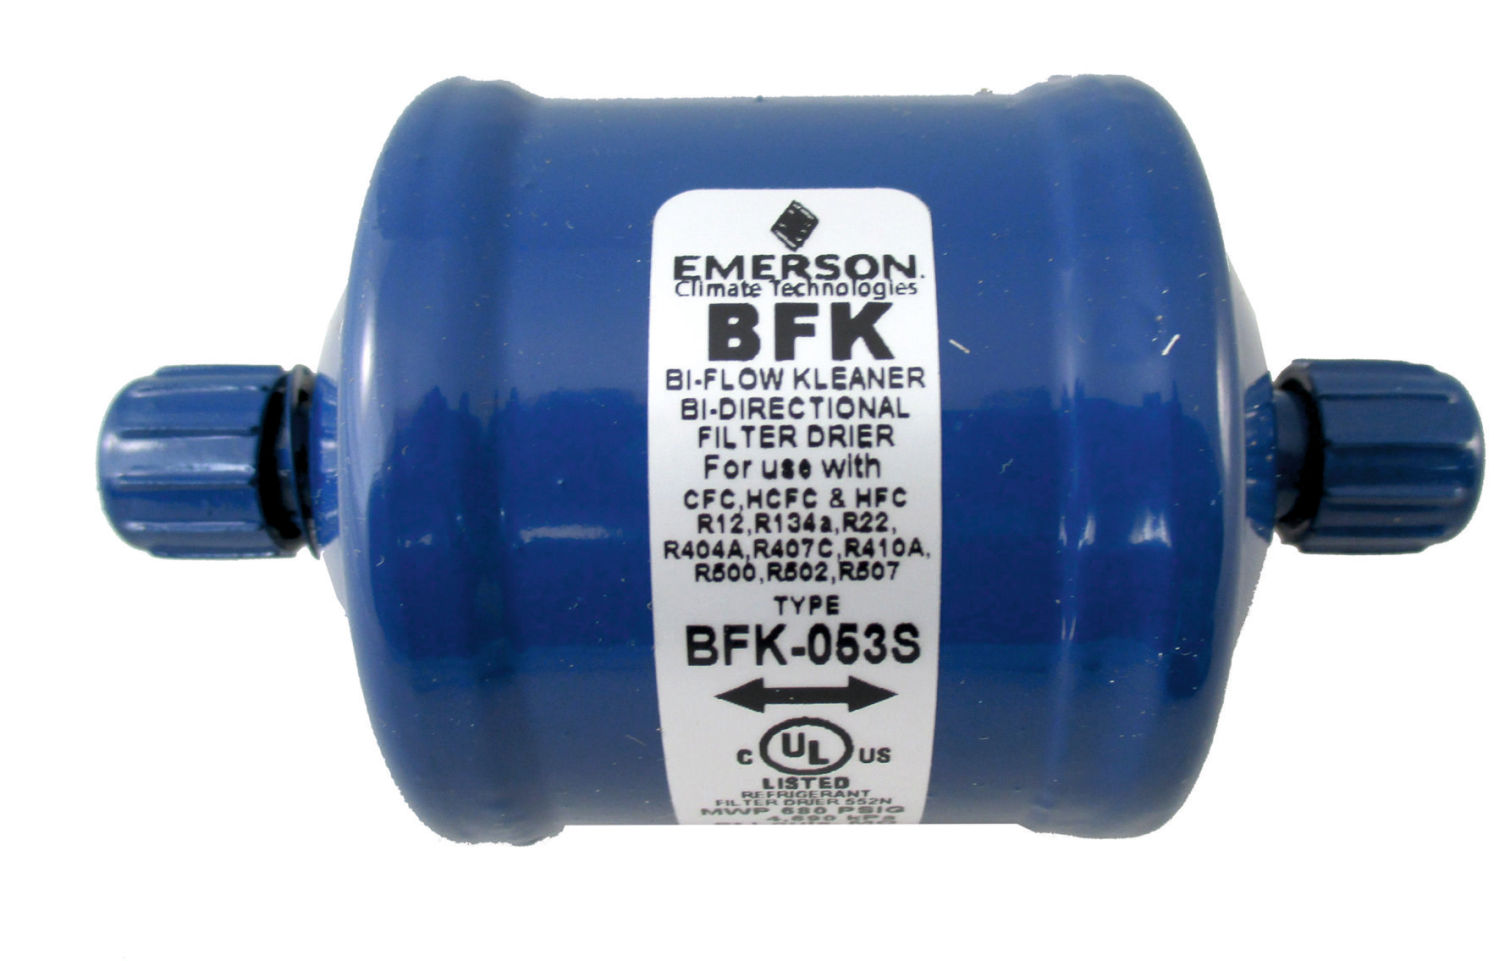 EMERSON.
Climate Technologies
BFK
BI-FLOW KLEANER
BI-DIRECTIONAL
FILTER DRIER
For use with
CFC,HCFC & HFC
R12,R134a,R22,
R404A,R407C,R410A,
R500,R502,R507
TYPE
BFK-053S
C UL US
LISTED
REFRIGERANT
FILTER DRIER 552N
MWP 680 PSIG
4,690 kPa